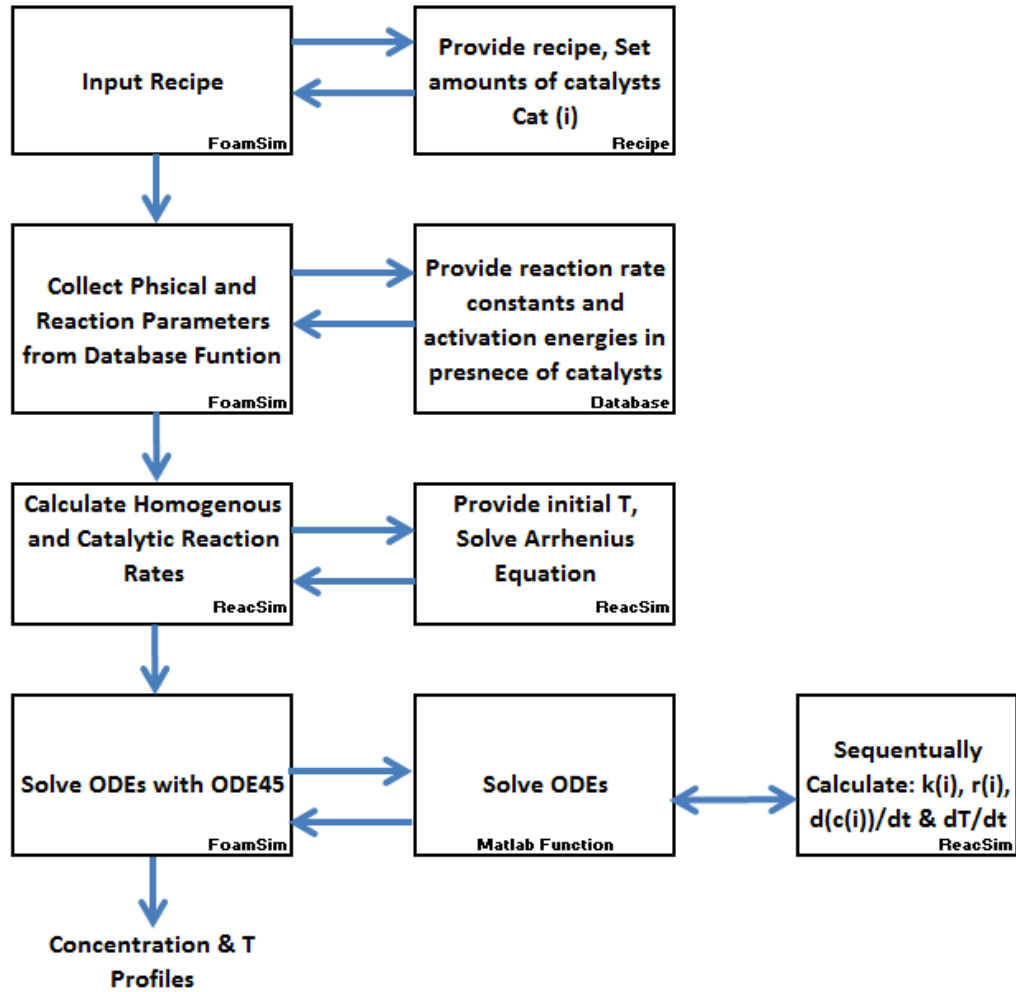 Input Recipe
FoamSim
Provide recipe, Set
amounts of catalysts
Cat (i)
Recipe
Collect Phsical and
Reaction Parameters
from Database Funtion
FoamSim
Provide reaction rate
constants and
activation energies in
presnece of catalysts
Database
Calculate Homogenous
and Catalytic Reaction
Rates
ReacSim
Provide initial T,
Solve Arrhenius
Equation
ReacSim
Solve ODEs with ODE45
FoamSim
Solve ODEs
Matlab Function
Sequentually
Calculate: k(i), r(i),
d(c(i))/dt & dT/dt
ReacSim
Concentration & T
Profiles